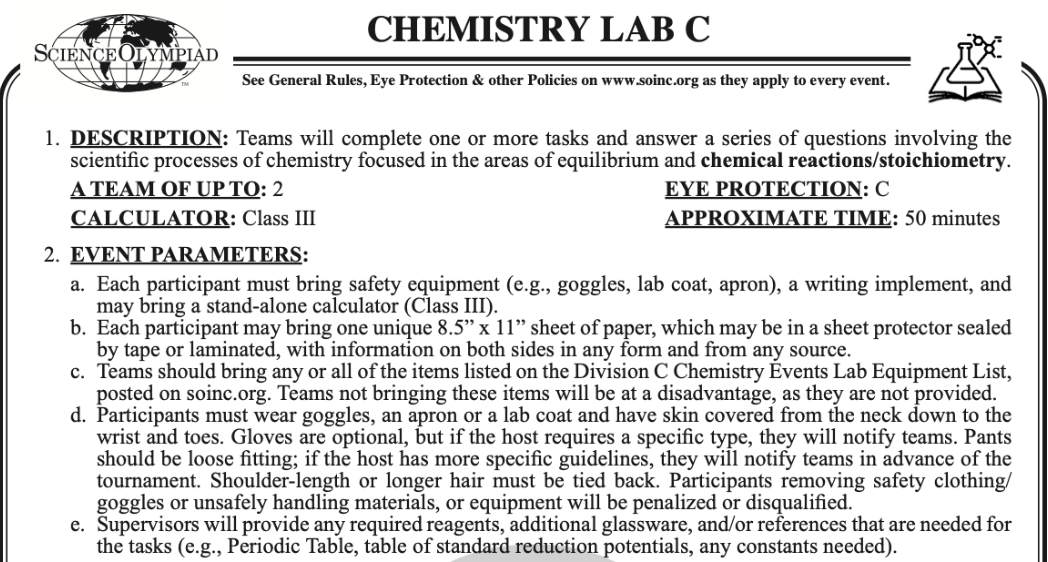 CHEMISTRY LAB C
SCIENCE OLYMPIAD
TM
See General Rules, Eye Protection & other Policies on www.soinc.org as they apply to every event.
1. DESCRIPTION: Teams will complete one or more tasks and answer a series of questions involving the
scientific processes of chemistry focused in the areas of equilibrium and chemical reactions/stoichiometry.
A TEAM OF UP TO: 2 EYE PROTECTION: C
CALCULATOR: Class III APPROXIMATE TIME: 50 minutes
2. EVENT PARAMETERS:
a. Each participant must bring safety equipment (e.g., goggles, lab coat, apron), a writing implement, and
may bring a stand-alone calculator (Class III).
b. Each participant may bring one unique 8.5” x 11” sheet of paper, which may be in a sheet protector sealed
by tape or laminated, with information on both sides in any form and from any source.
c. Teams should bring any or all of the items listed on the Division C Chemistry Events Lab Equipment List,
posted on soinc.org. Teams not bringing these items will be at a disadvantage, as they are not provided.
d. Participants must wear goggles, an apron or a lab coat and have skin covered from the neck down to the
wrist and toes. Gloves are optional, but if the host requires a specific type, they will notify teams. Pants
should be loose fitting; if the host has more specific guidelines, they will notify teams in advance of the
tournament. Shoulder-length or longer hair must be tied back. Participants removing safety clothing/
goggles or unsafely handling materials, or equipment will be penalized or disqualified.
e. Supervisors will provide any required reagents, additional glassware, and/or references that are needed for
the tasks (e.g., Periodic Table, table of standard reduction potentials, any constants needed).